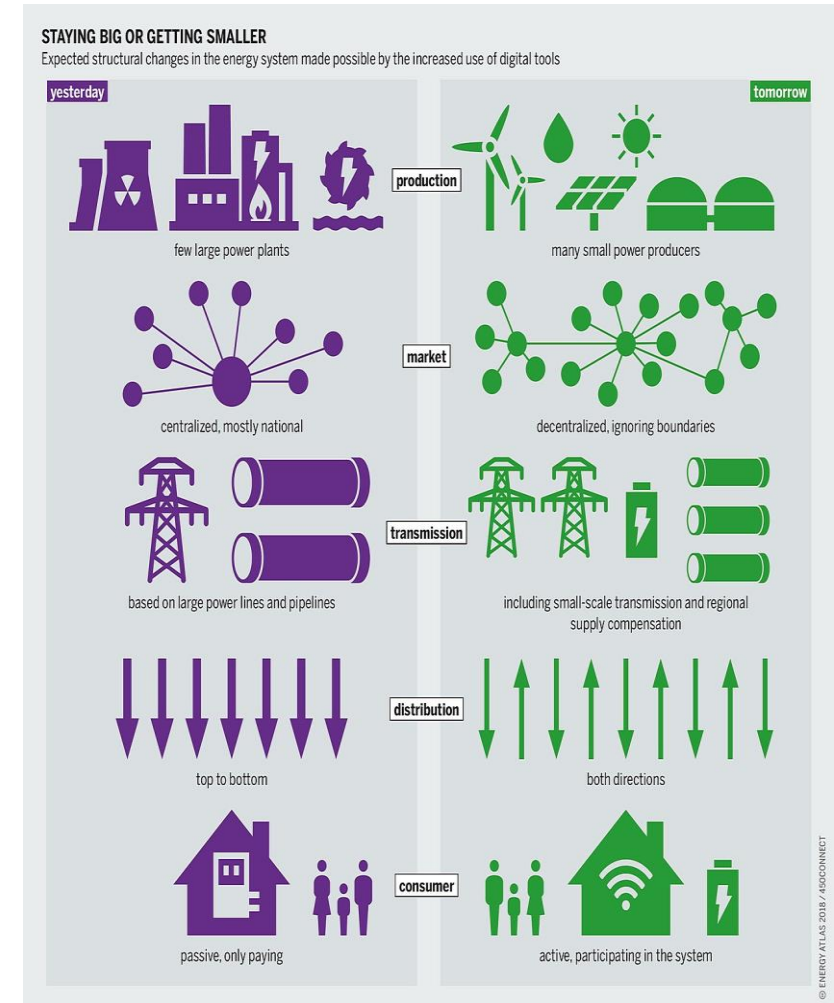 STAYING BIG OR GETTING SMALLER
Expected structural changes in the energy system made possible by the increased use of digital tools
yesterday
tomorrow
production
few large power plants
many small power producers
market
centralized, mostly national
decentralized, ignoring boundaries
transmission
based on large power lines and pipelines
including small-scale transmission and regional
supply compensation
distribution
top to bottom
both directions
consumer
passive, only paying
active, participating in the system
ENERGY ATLAS 2018 / 450CONNECT